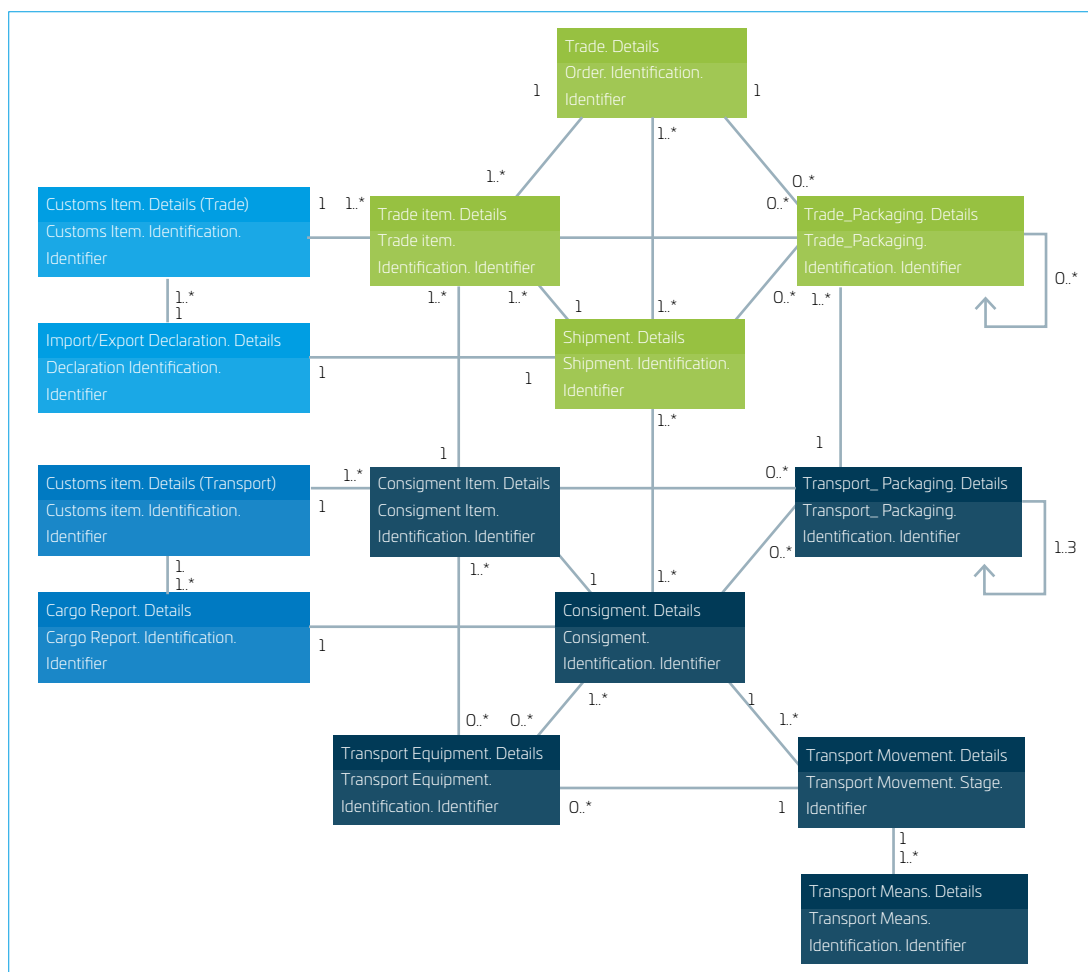 Trade. Details
Order. Identification.
Identifier
1
1
1..*
1..*
0..*
Customs Item. Details (Trade)
Customs Item. Identification.
Identifier
1
1..*
Trade item. Details
Trade item.
Identification. Identifier
0..*
Trade_Packaging. Details
Trade_Packaging.
Identification. Identifier
0..*
1..*
1
1..*
1..*
1
1..*
0..*
1..*
Import/Export Declaration. Details
Declaration Identification.
Identifier
1
1
Shipment. Details
Shipment. Identification.
Identifier
1..*
1
1
Customs item. Details (Transport)
Customs item. Identification.
Identifier
1..*
1
Consigment Item. Details
Consigment Item.
Identification. Identifier
0..*
Transport_ Packaging. Details
Transport_ Packaging.
Identification. Identifier
1..3
0..*
1.
1..*
1..*
1
1..*
Cargo Report. Details
Cargo Report. Identification.
Identifier
1
Consigment. Details
Consigment.
Identification. Identifier
1..*
1
0..*
0..*
1..*
Transport Equipment. Details
Transport Equipment.
Identification. Identifier
0..*
1
Transport Movement. Details
Transport Movement. Stage.
Identifier
1
1..*
Transport Means. Details
Transport Means.
Identification. Identifier